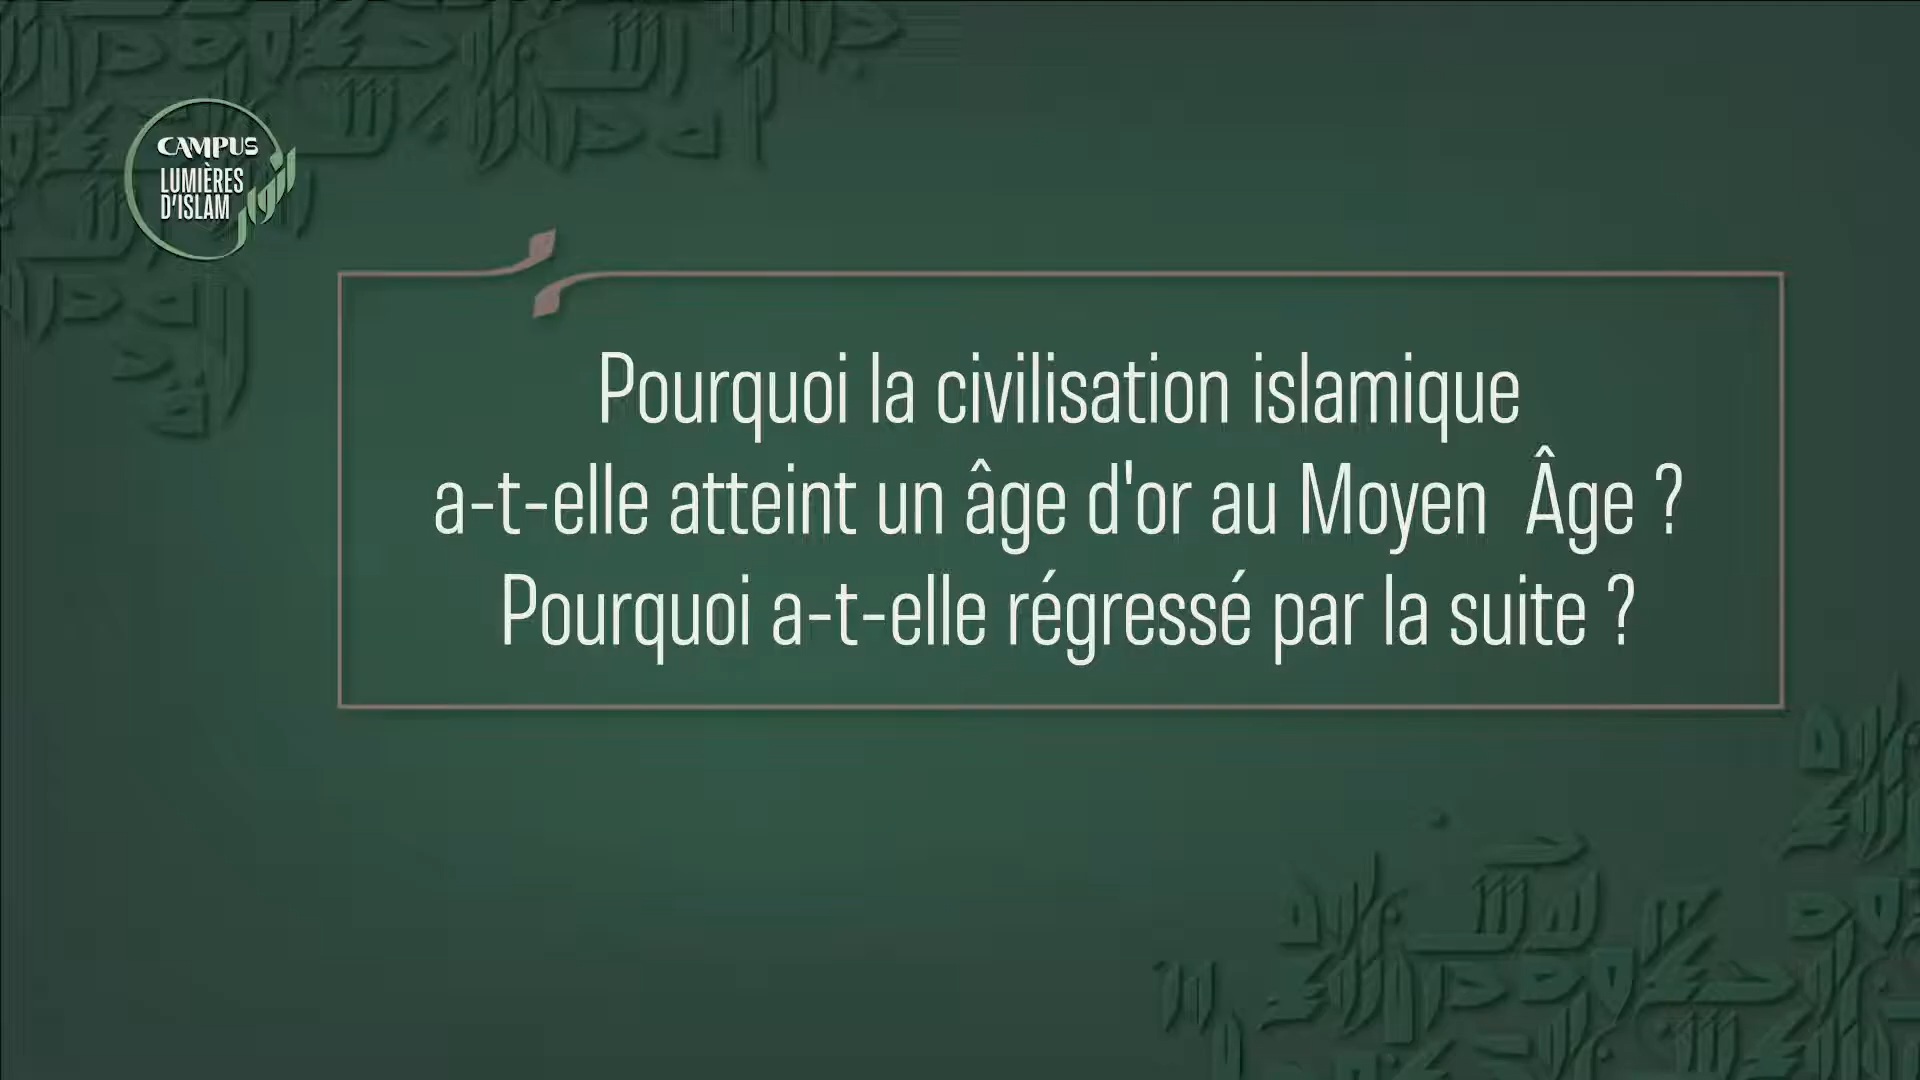 CAMPUS
LUMIÈRES
D'ISLAM
Pourquoi la civilisation islamique
a-t-elle atteint un âge d'or au Moyen  Âge ?
Pourquoi a-t-elle régressé par la suite ?